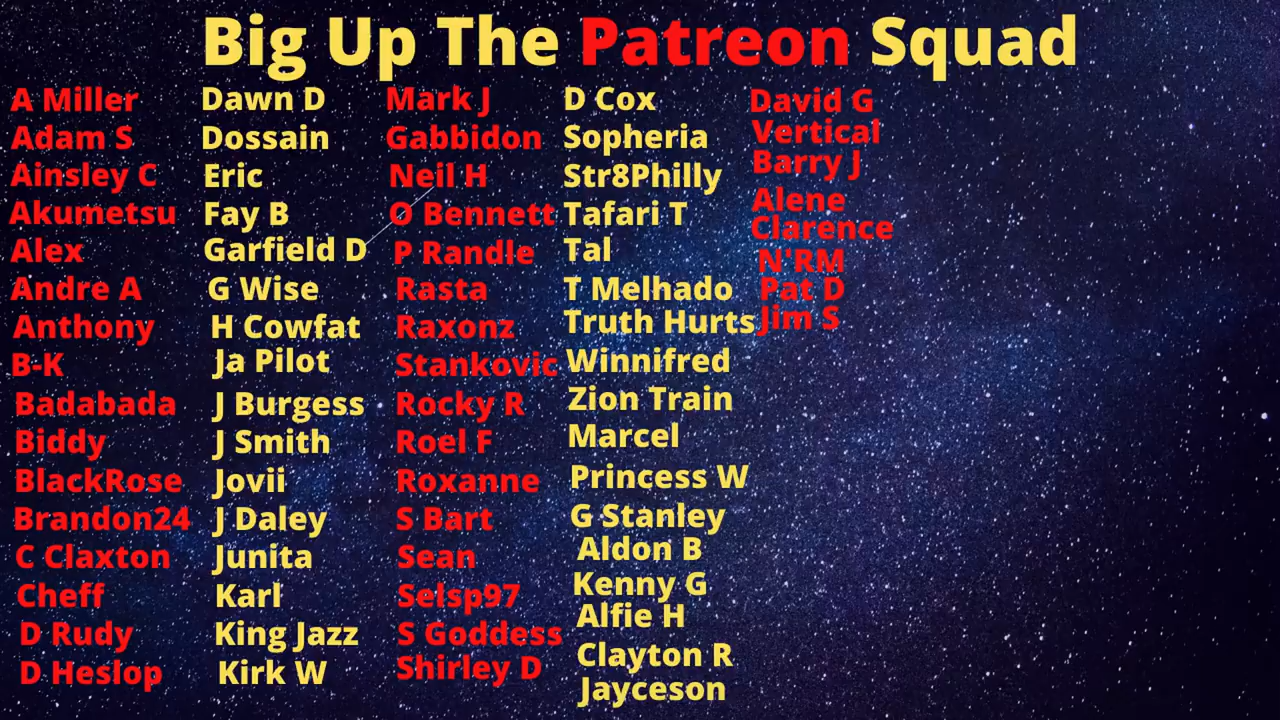 Big Up The Patreon Squad
A Miller
Adam S
Ainsley C
Akumetsu
Alex
Andre A
Anthony
B-K
Badabada
Biddy
BlackRose
Brandon24
C Claxton
Cheff
D Rudy
D Heslop
Dawn D
Dossain
Eric
Fay B
Garfield D
G Wise
H Cowfat
Ja Pilot
J Burgess
J Smith
Jovii
J Daley
Junita
Karl
King Jazz
Kirk W
Mark J
Gabbidon
Neil H
O Bennett
P Randle
Rasta
Raxonz
Stankovic
Rocky R
Roel F
Roxanne
S Bart
Sean
Selsp97
S Goddess
Shirley D
D Cox
Sopheria
Str8Philly
Tafari T
Tal
T Melhado
Truth Hurts
Winnifred
Zion Train
Marcel
Princess W
G Stanley
Aldon B
Kenny G
Alfie H
Clayton R
Jayceson
David G
Vertical
Barry J
Alene
Clarence
N'RM
Pat D
Jim S